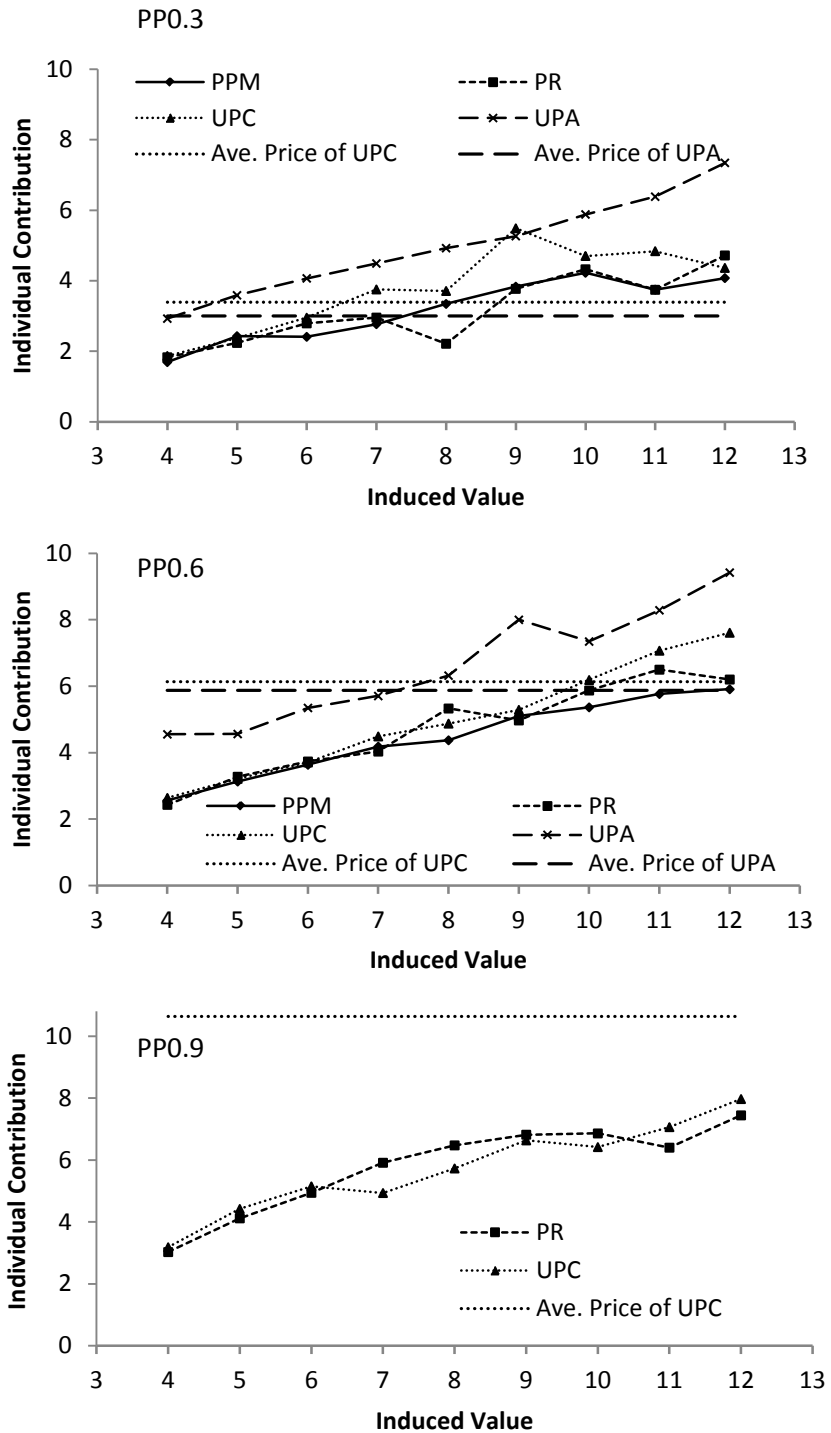 PP0.3
Individual Contribution
10
8
6
4
2
0
PPM PR
UPC UPA
Ave. Price of UPC Ave. Price of UPA
3 4 5 6 7 8 9 10 11 12 13
Induced Value
PP0.6
Individual Contribution
10
8
6
4
2
0
PPM PR
UPC UPA
Ave. Price of UPC Ave. Price of UPA
3 4 5 6 7 8 9 10 11 12 13
Induced Value
PP0.9
Individual Contribution
10
8
6
4
2
0
PR
UPC
Ave. Price of UPC
3 4 5 6 7 8 9 10 11 12 13
Induced Value